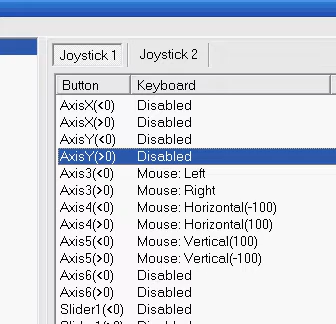 Joystick 1 Joystick 2
Button Keyboard
AxisX(<0) Disabled
AxisX(>0) Disabled
AxisY(<0) Disabled
AxisY(>0) Disabled
Axis3(<0) Mouse: Left
Axis3(>0) Mouse: Right
Axis4(<0) Mouse: Horizontal(-100)
Axis4(>0) Mouse: Horizontal(100)
Axis5(<0) Mouse: Vertical(100)
Axis5(>0) Mouse: Vertical(-100)
Axis6(<0) Disabled
Axis6(>0) Disabled
Slider1(<0) Disabled